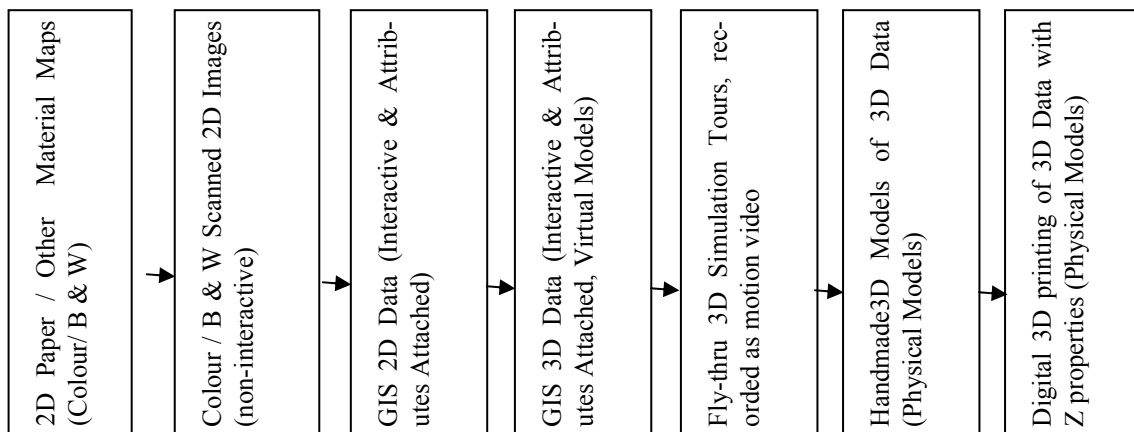 2D Paper / Other Material Maps
(Colour/ B & W)
Colour / B & W Scanned 2D Images
(non-interactive)
GIS 2D Data (Interactive & Attrib-
utes Attached)
GIS 3D Data (Interactive & Attrib-
utes Attached, Virtual Models)
Fly-thru 3D Simulation Tours, rec-
orded as motion video
Handmade3D Models of 3D Data
(Physical Models)
Digital 3D printing of 3D Data with
Z properties (Physical Models)